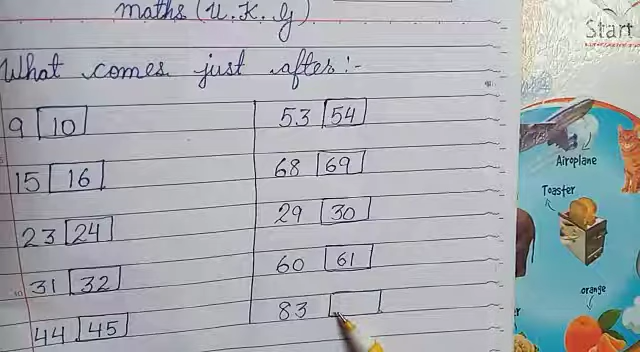 maths (U.K.G)
What comes just after:-
9 10
15 16
23 24
31 32
44 45
53 54
68 69
29 30
60 61
83
Start
Airoplane
Toaster
orange